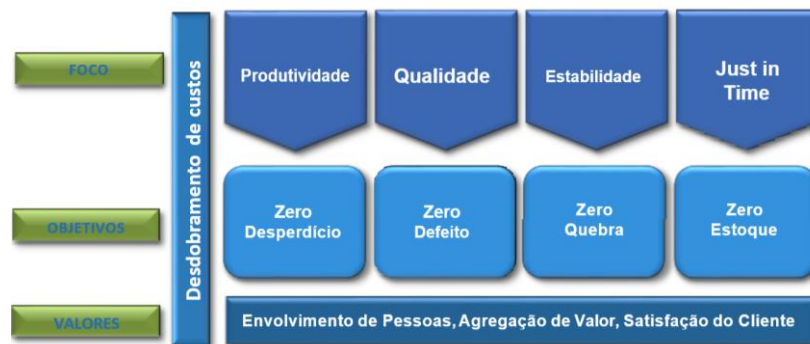 FOCO
Desdobramento de custos
Produtividade
Qualidade
Estabilidade
Just in
Time
OBJETIVOS
Zero
Desperdício
Zero
Defeito
Zero
Quebra
Zero
Estoque
VALORES
Envolvimento de Pessoas, Agregação de Valor, Satisfação do Cliente